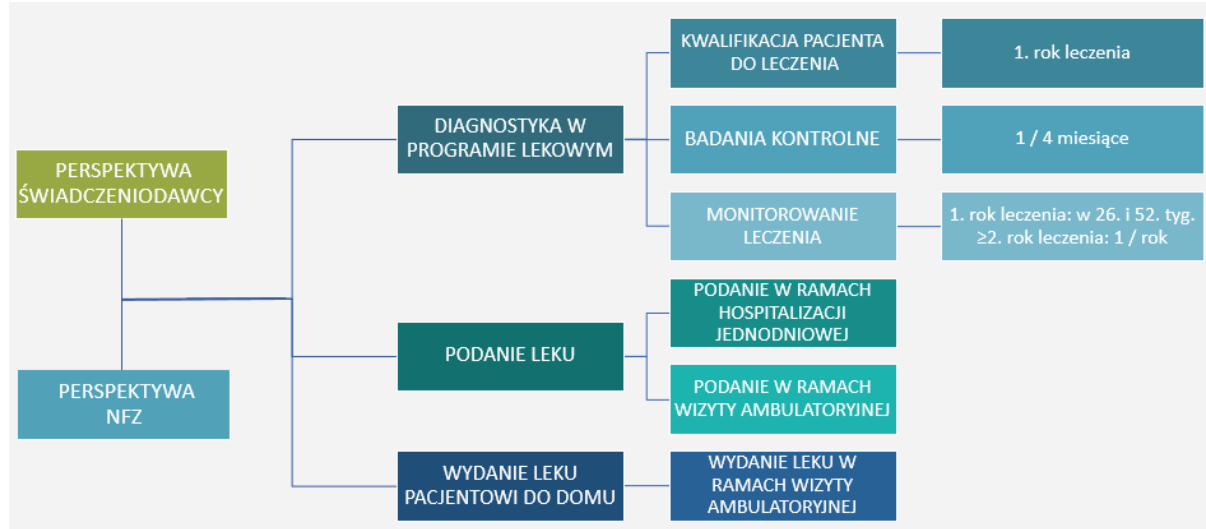 PERSPEKTYWA
ŚWIADCZENIODAWCY
PERSPEKTYWA
NFZ
DIAGNOSTYKA W
PROGRAMIE LEKOWYM
KWALIFIKACJA PACJENTA
DO LECZENIA
1. rok leczenia
BADANIA KONTROLNE
1 / 4 miesiące
MONITOROWANIE
LECZENIA
1. rok leczenia: w 26. i 52. tyg.
≥2. rok leczenia: 1 / rok
PODANIE LEKU
PODANIE W RAMACH
HOSPITALIZACJI
JEDNODNIOWEJ
PODANIE W RAMACH
WIZYTY AMBULATORYJNEJ
WYDANIE LEKU
PACJENTOWI DO DOMU
WYDANIE LEKU W
RAMACH WIZYTY
AMBULATORYJNEJ